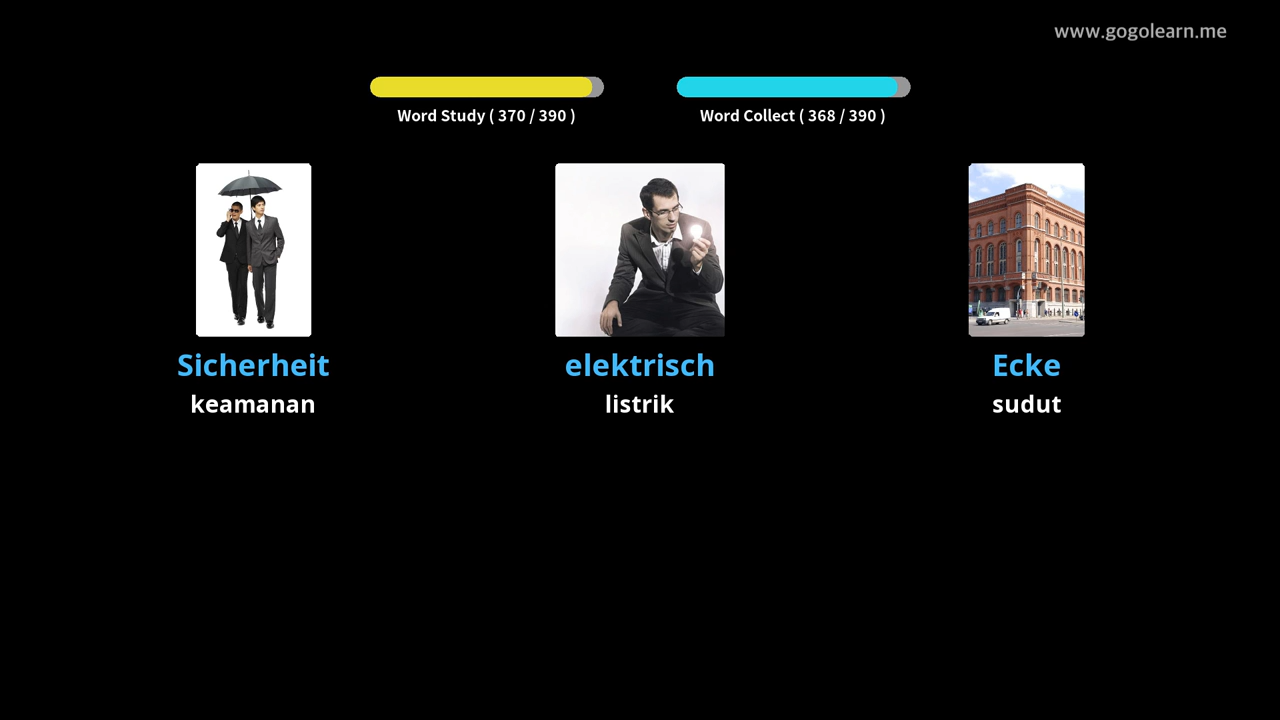 www.gogolearn.me
Word Study ( 370 / 390 )
Word Collect ( 368 / 390 )
Sicherheit
keamanan
elektrisch
listrik
Ecke
sudut